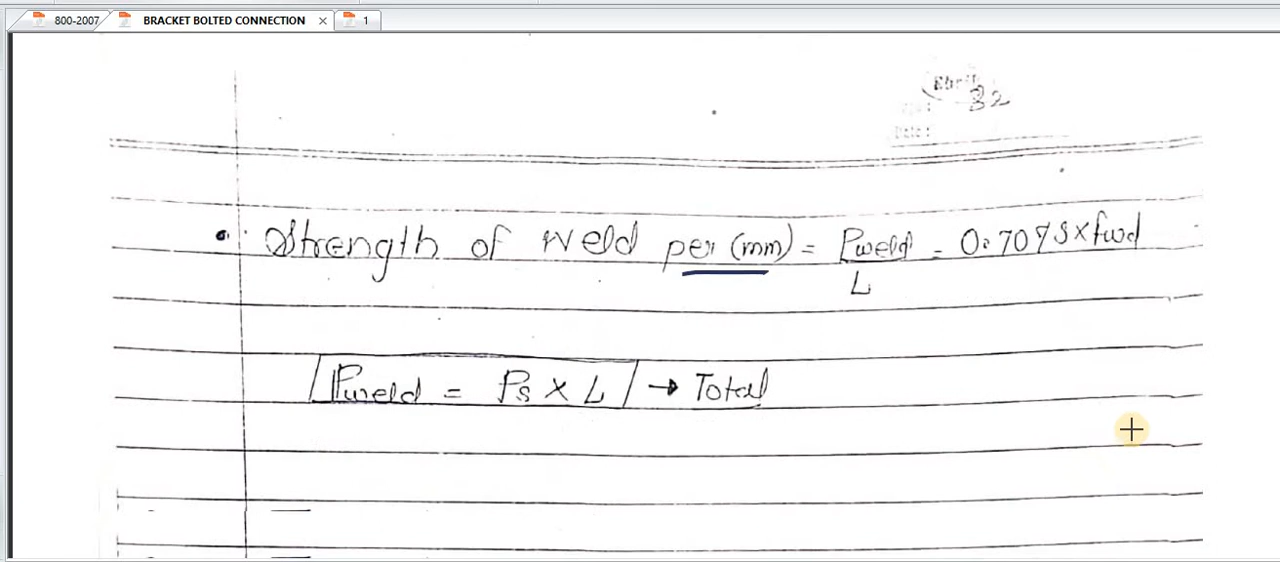 800-2007 BRACKET BOLTED CONNECTION × 1
32
Date:
Strength of weld per (mm) = Pweld / L = 0.707 S × fwd
Pweld = Ps × L → Total